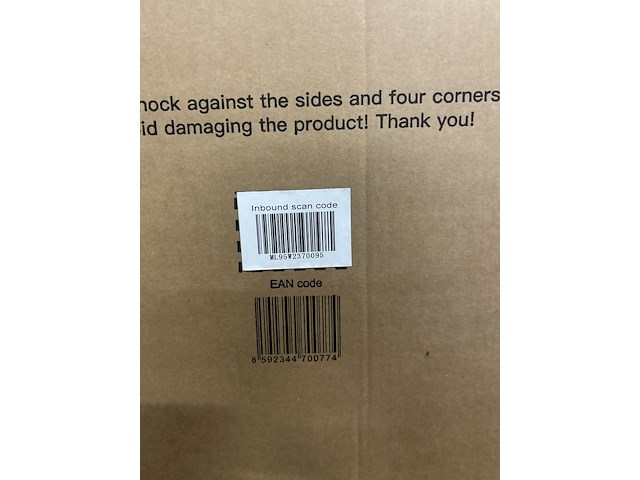 nock against the sides and four corners
id damaging the product! Thank you!
Inbound scan code
ML95W2370095
EAN code
8 592344 700774